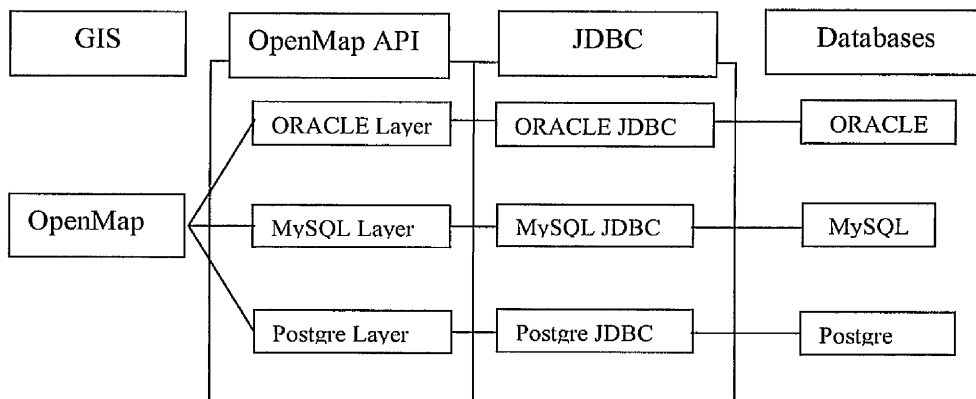 GIS
OpenMap API
JDBC
Databases
ORACLE Layer
ORACLE JDBC
ORACLE
OpenMap
MySQL Layer
MySQL JDBC
MySQL
Postgre Layer
Postgre JDBC
Postgre